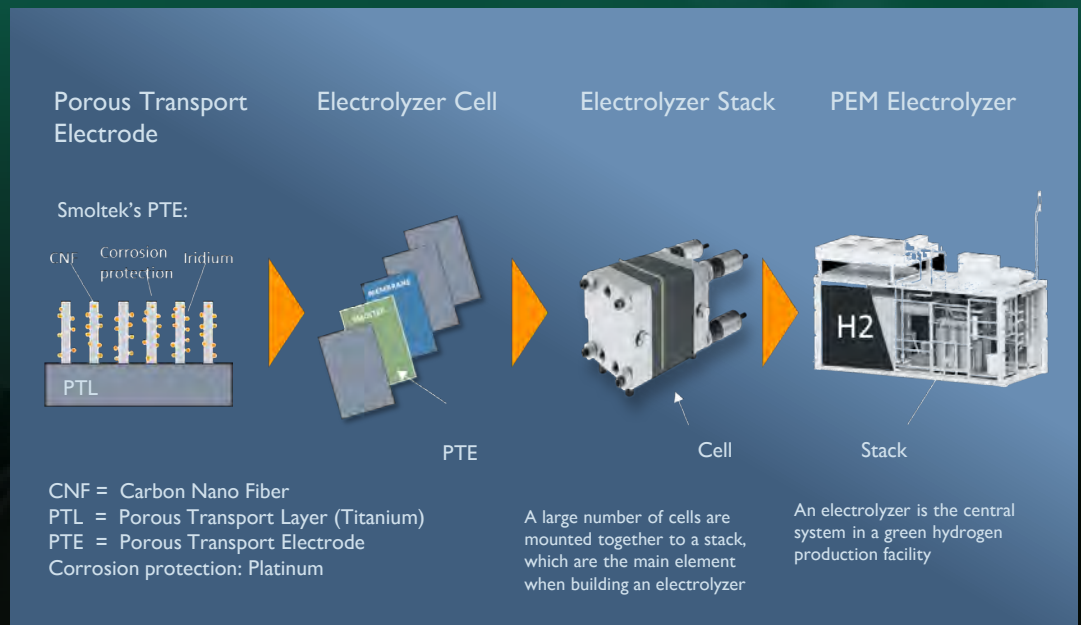 Porous Transport
Electrode
Electrolyzer Cell
Electrolyzer Stack
PEM Electrolyzer
Smoltek's PTE:
CNF
Corrosion
protection
Iridium
PTL
MEMBRANE
SMOLTEK
H2
PTE
Cell
Stack
CNF = Carbon Nano Fiber
PTL = Porous Transport Layer (Titanium)
PTE = Porous Transport Electrode
Corrosion protection: Platinum
A large number of cells are
mounted together to a stack,
which are the main element
when building an electrolyzer
An electrolyzer is the central
system in a green hydrogen
production facility